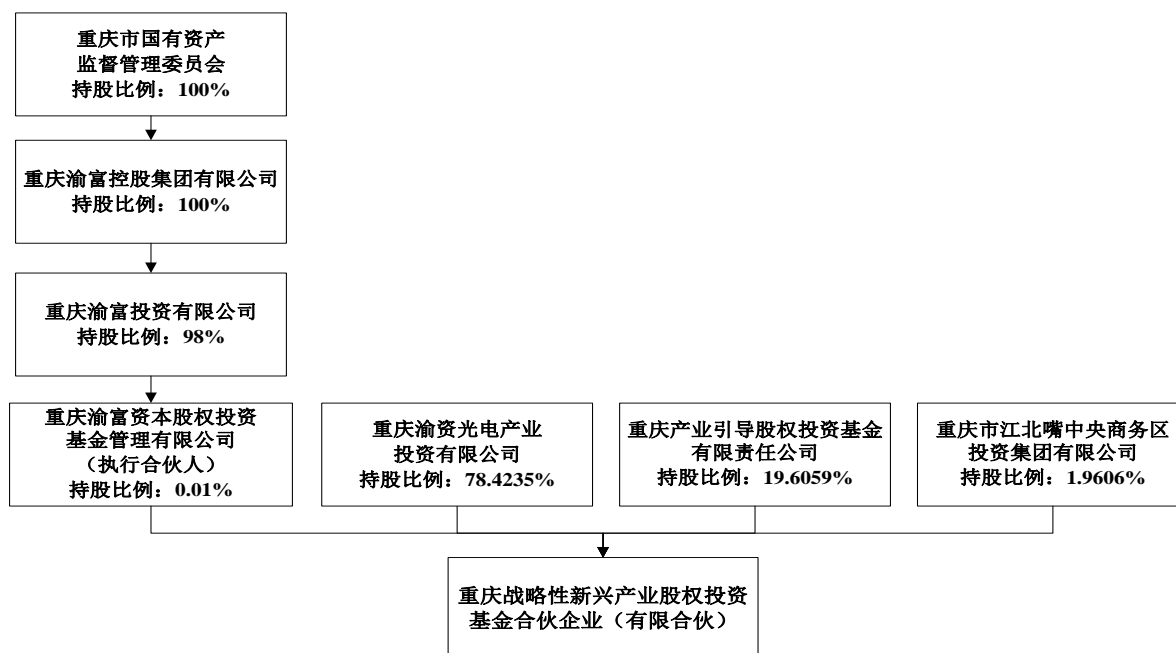 重庆市国有资产
监督管理委员会
持股比例：100%
重庆渝富控股集团有限公司
持股比例：100%
重庆渝富投资有限公司
持股比例：98%
重庆渝富资本股权投资
基金管理有限公司
（执行合伙人）
持股比例：0.01%
重庆渝资光电产业
投资有限公司
持股比例：78.4235%
重庆产业引导股权投资基金
有限责任公司
持股比例：19.6059%
重庆市江北嘴中央商务区
投资集团有限公司
持股比例：1.9606%
重庆战略性新兴产业股权投资
基金合伙企业（有限合伙）